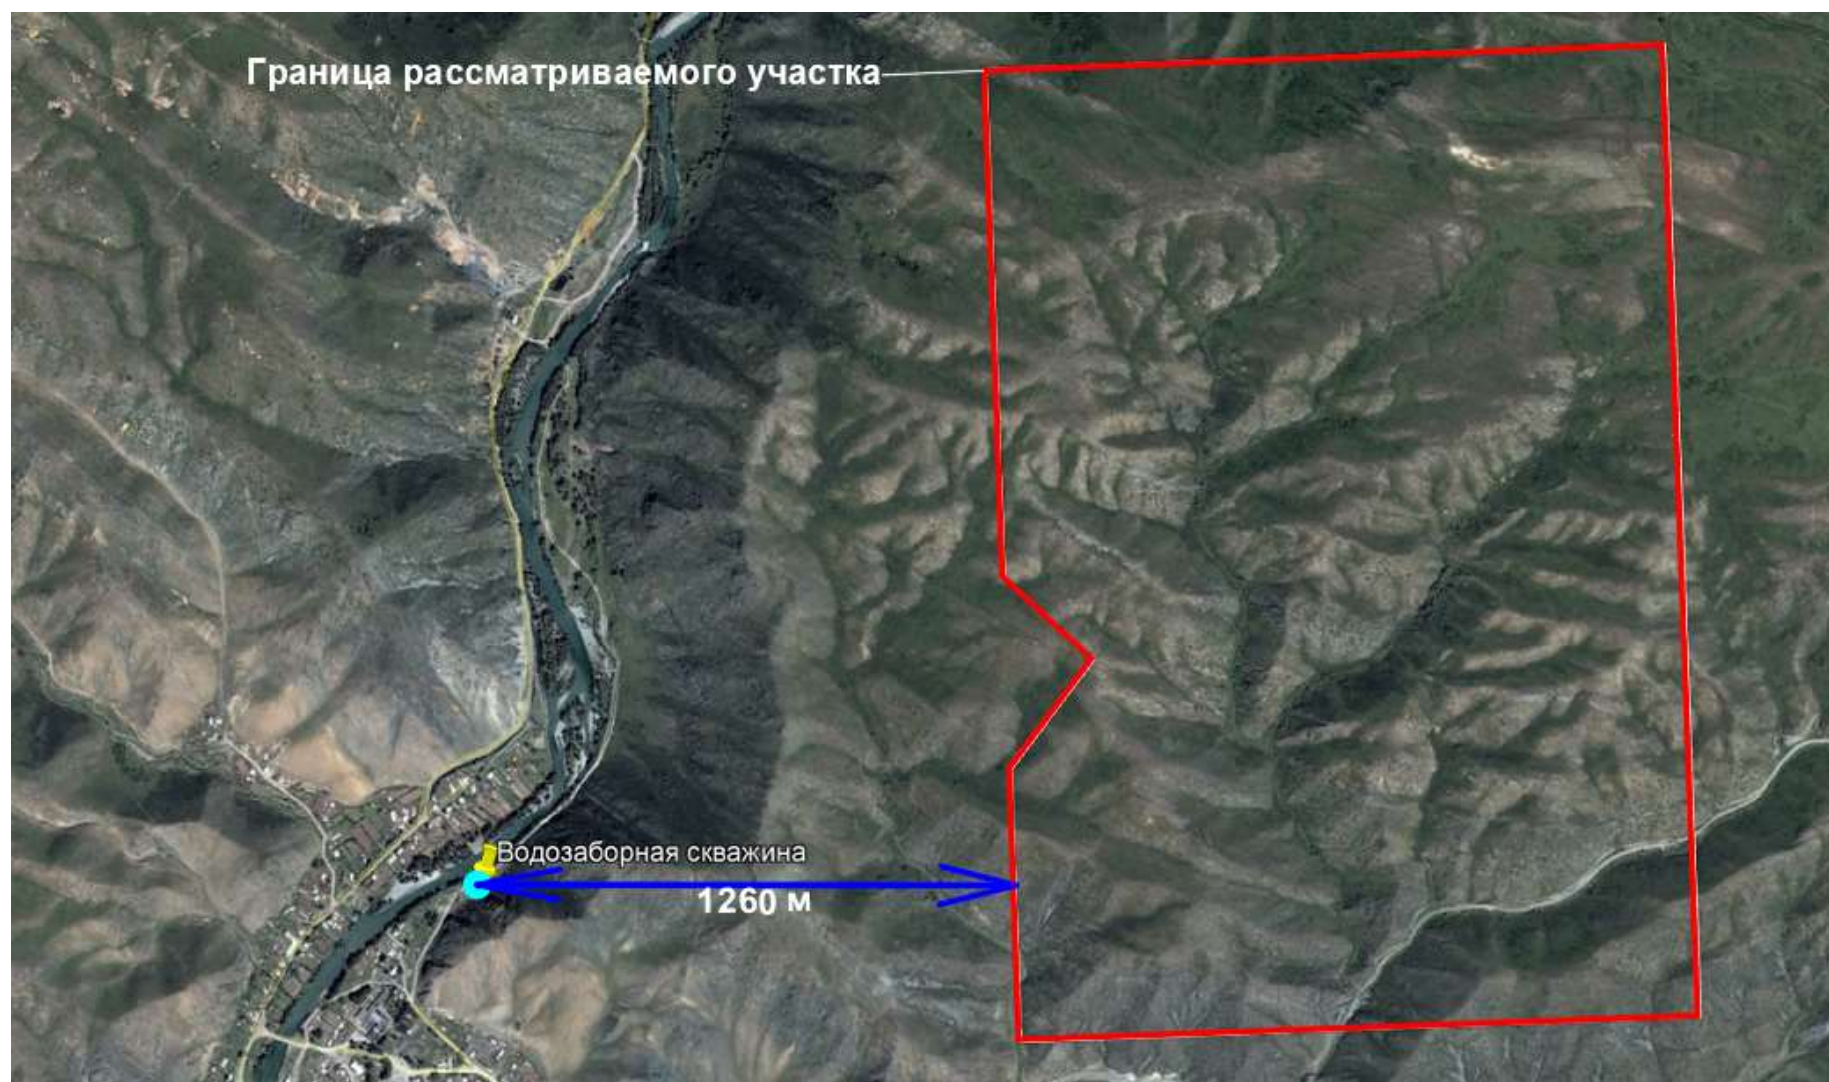 Граница рассматриваемого участка
Водозаборная скважина
1260 м